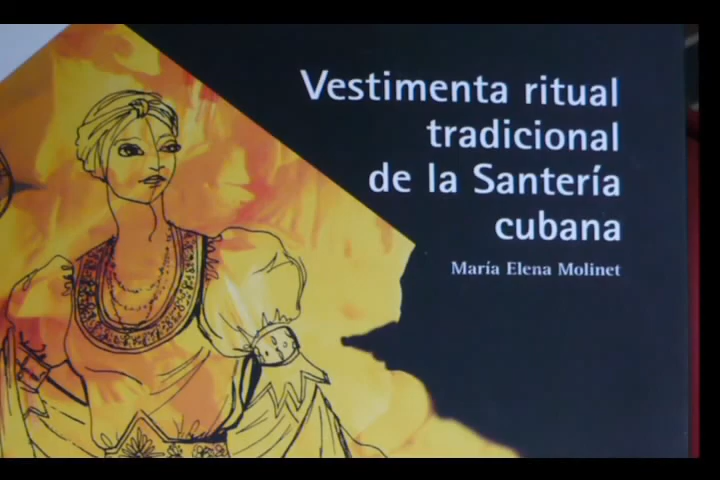 Vestimenta ritual
tradicional
de la Santería
cubana
María Elena Molinet